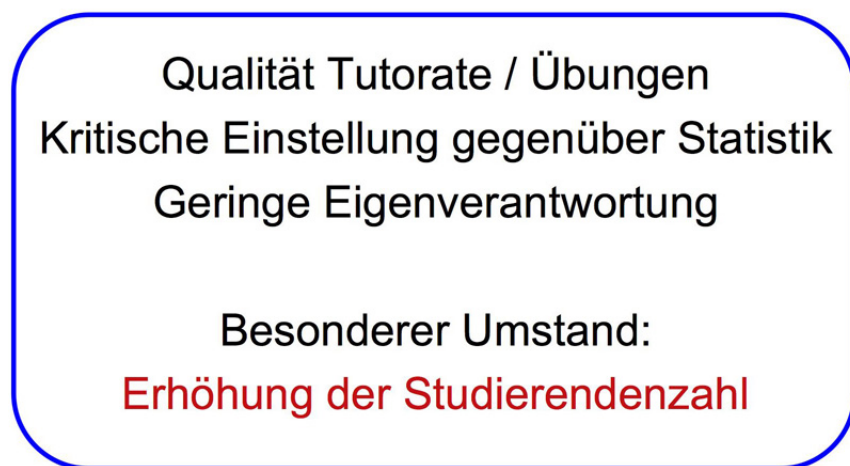 Qualität Tutorate / Übungen
Kritische Einstellung gegenüber Statistik
Geringe Eigenverantwortung
Besonderer Umstand:
Erhöhung der Studierendenzahl